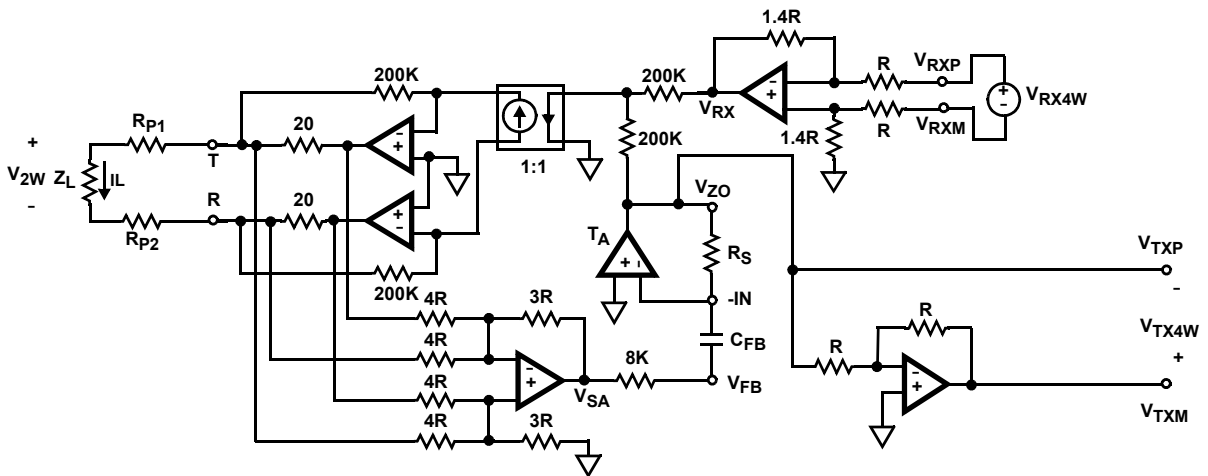 1.4R
200K
200K
R
V_RXP
V_RX
- +
+ -
V_RX4W
R_P1
20
R
V_RXM
+
T
- +
200K
1.4R
V_2W
Z_L
IL
1:1
-
R
V_ZO
20
+ -
T_A
R_P2
+ -
R_S
V_TXP
200K
-
4R
3R
-IN
R
V_TX4W
4R
C_FB
R
- +
8K
- +
+
4R
V_SA
V_FB
V_TXM
4R
3R